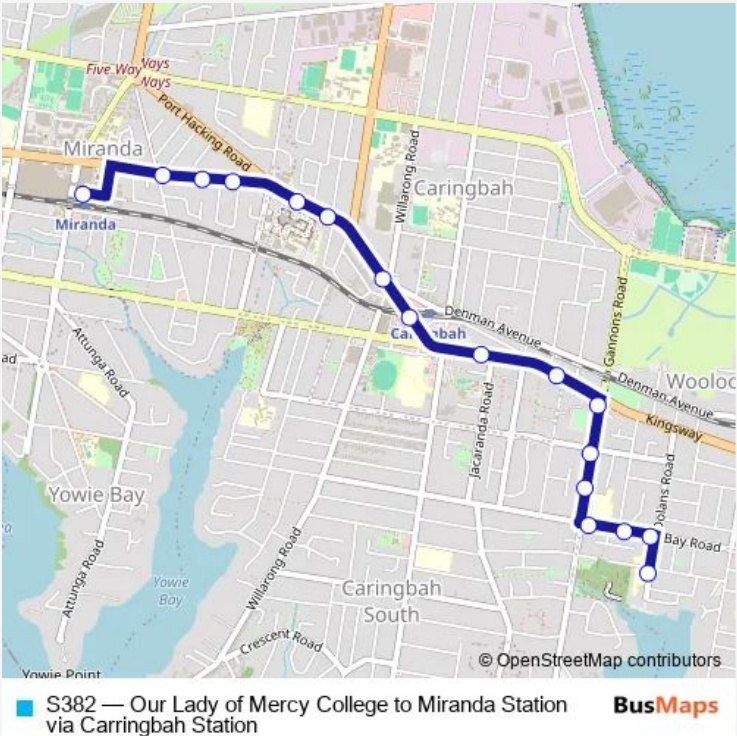 Five Ways
Ways
Port Hacking Road
Miranda
Willarong Road
Caringbah
Miranda
Denman Avenue
Gannons Road
Attunga Road
ad
Denman Avenue
Wooloo
Kingsway
Jacaranda Road
Dolans Road
Yowie Bay
Bay Road
Attunga Road
Willarong Road
Yowie
Bay
Caringbah
South
Crescent Road
Yowie Point
© OpenStreetMap contributors
S382 — Our Lady of Mercy College to Miranda Station
via Carringbah Station
BusMaps